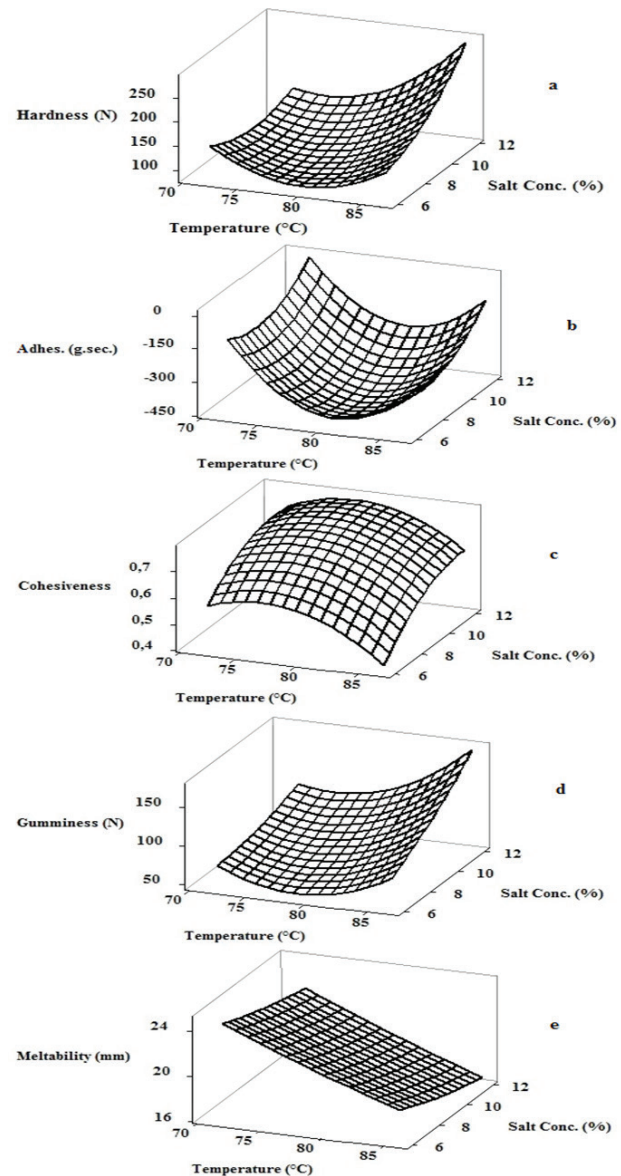 a
250
200
150
100
Hardness (N)
70
75
80
85
Temperature (°C)
6
8
10
12
Salt Conc. (%)
b
0
-150
-300
-450
Adhes. (g.sec.)
70
75
80
85
Temperature (°C)
6
8
10
12
Salt Conc. (%)
c
0,7
0,6
0,5
0,4
Cohesiveness
70
75
80
85
Temperature (°C)
6
8
10
12
Salt Conc. (%)
d
150
100
50
Gumminess (N)
70
75
80
85
Temperature (°C)
6
8
10
12
Salt Conc. (%)
e
24
20
16
Meltability (mm)
70
75
80
85
Temperature (°C)
6
8
10
12
Salt Conc. (%)